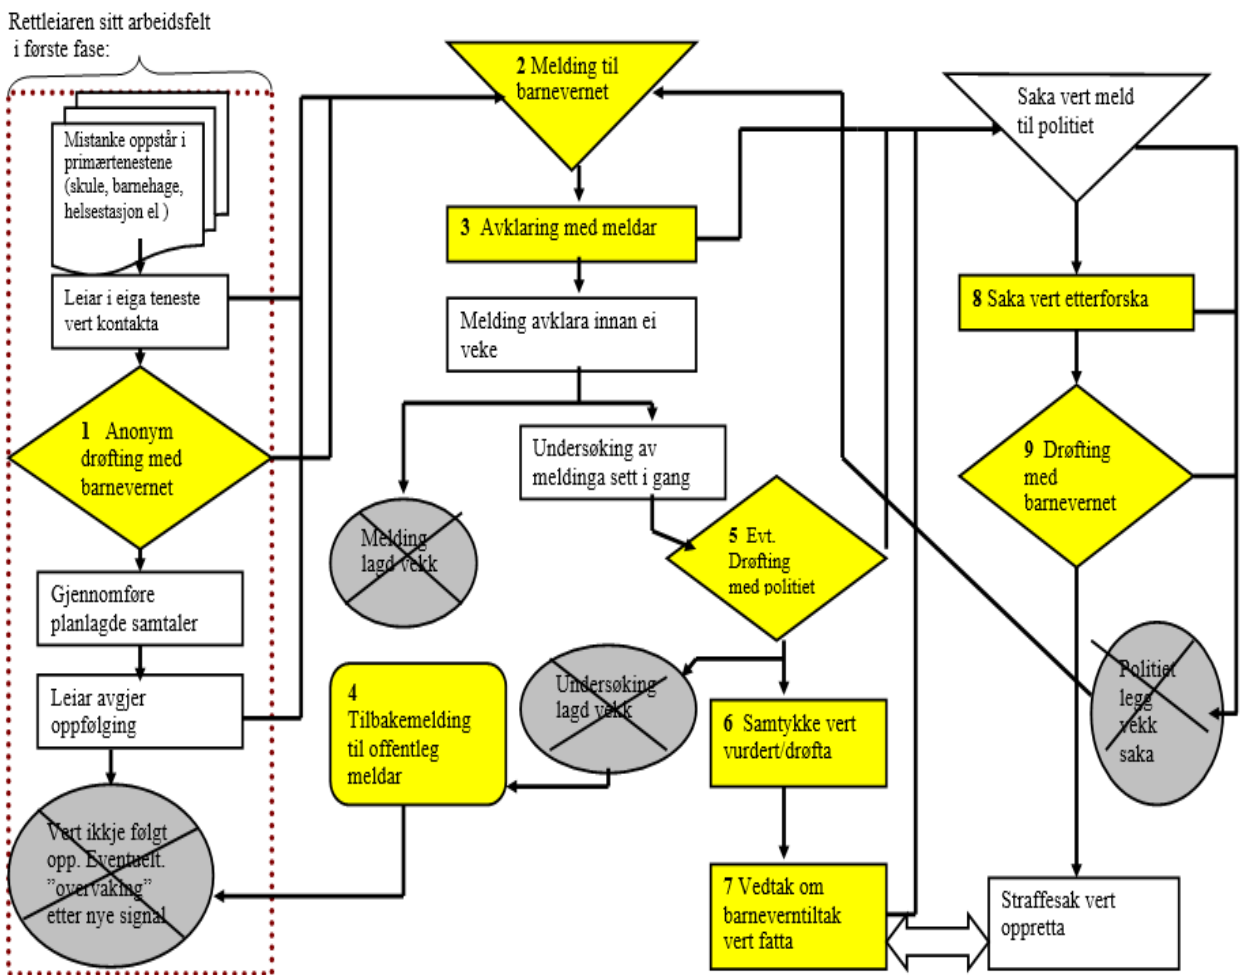 Rettleiaren sitt arbeidsfelt
i første fase:
Mistanke oppstår i
primærtenestene
(skule, barnehage,
helsestasjon el )
Leiar i eiga teneste
vert kontakta
1 Anonym
drøfting med
barnevernet
Gjennomføre
planlagde samtaler
Leiar avgjer
oppfølging
Vert ikkje følgt
opp. Eventuelt.
”overvaking”
etter nye signal
2 Melding til
barnevernet
3 Avklaring med meldar
Melding avklara innan ei
veke
Melding
lagd vekk
Undersøking av
meldinga sett i gang
5 Evt.
Drøfting
med politiet
Undersøking
lagd vekk
4
Tilbakemelding
til offentleg
meldar
6 Samtykke vert
vurdert/drøfta
7 Vedtak om
barneverntiltak
vert fatta
Saka vert meld
til politiet
8 Saka vert etterforska
9 Drøfting
med
barnevernet
Politiet
legg
vekk
saka
Straffesak vert
oppretta